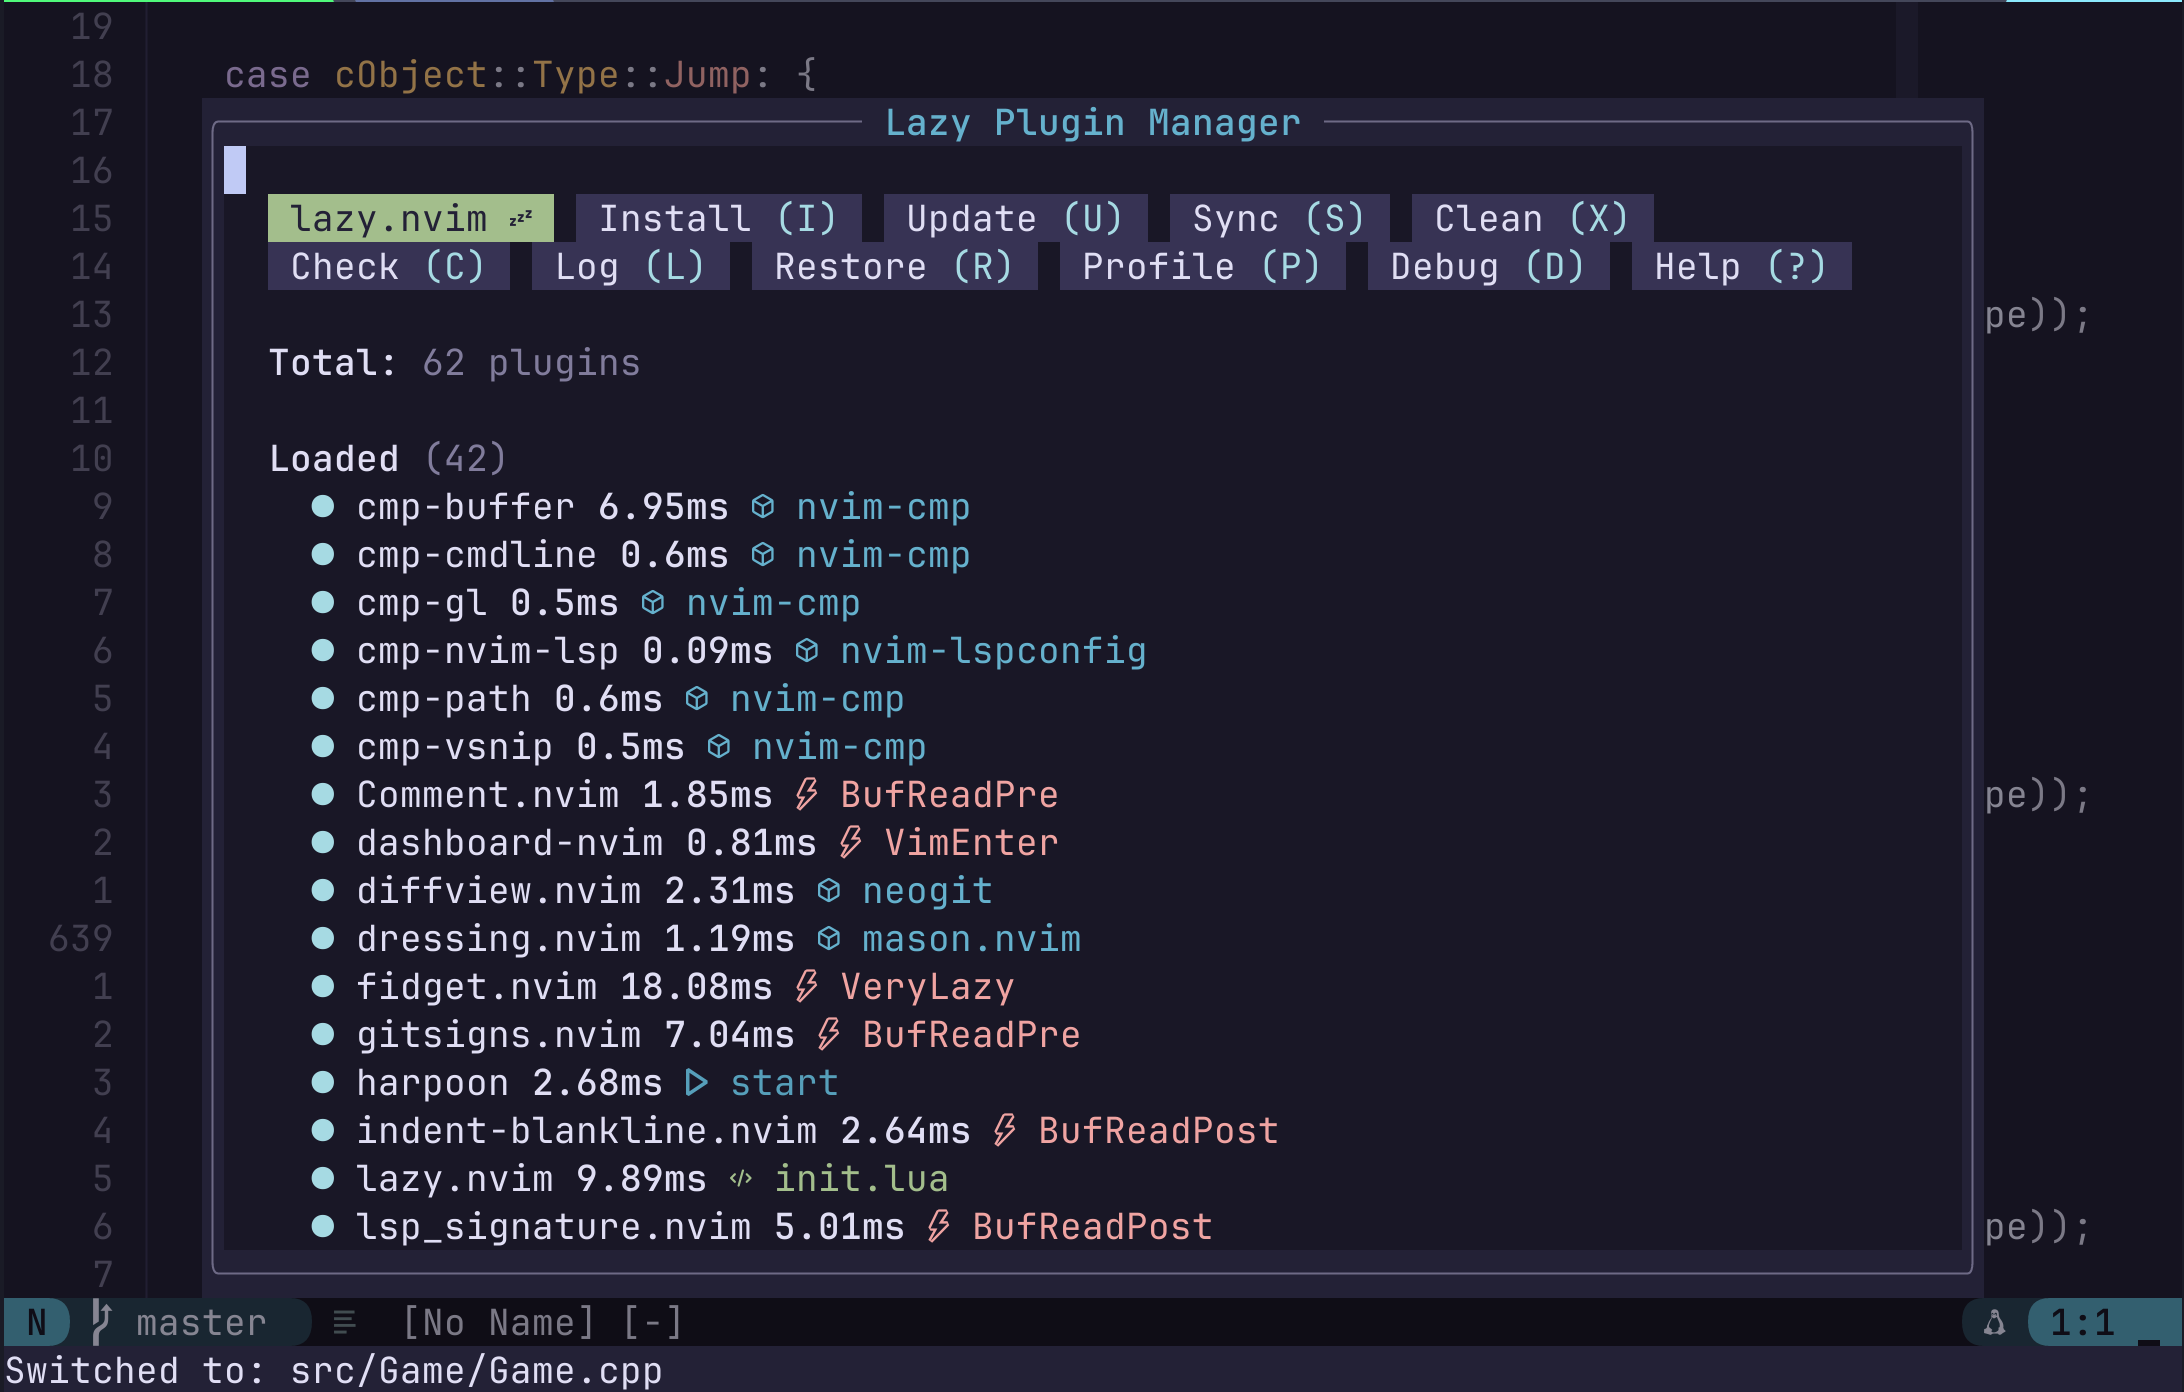 19
18 case cObject::Type::Jump: {
17 Lazy Plugin Manager
16
15 lazy.nvim 💤 Install (I) Update (U) Sync (S) Clean (X)
14 Check (C) Log (L) Restore (R) Profile (P) Debug (D) Help (?)
13 pe));
12 Total: 62 plugins
11
10 Loaded (42)
9 ● cmp-buffer 6.95ms nvim-cmp
8 ● cmp-cmdline 0.6ms nvim-cmp
7 ● cmp-gl 0.5ms nvim-cmp
6 ● cmp-nvim-lsp 0.09ms nvim-lspconfig
5 ● cmp-path 0.6ms nvim-cmp
4 ● cmp-vsnip 0.5ms nvim-cmp
3 ● Comment.nvim 1.85ms BufReadPre pe));
2 ● dashboard-nvim 0.81ms VimEnter
1 ● diffview.nvim 2.31ms neogit
639 ● dressing.nvim 1.19ms mason.nvim
1 ● fidget.nvim 18.08ms VeryLazy
2 ● gitsigns.nvim 7.04ms BufReadPre
3 ● harpoon 2.68ms start
4 ● indent-blankline.nvim 2.64ms BufReadPost
5 ● lazy.nvim 9.89ms </> init.lua
6 ● lsp_signature.nvim 5.01ms BufReadPost pe));
7
N master [No Name] [-] 1:1
Switched to: src/Game/Game.cpp